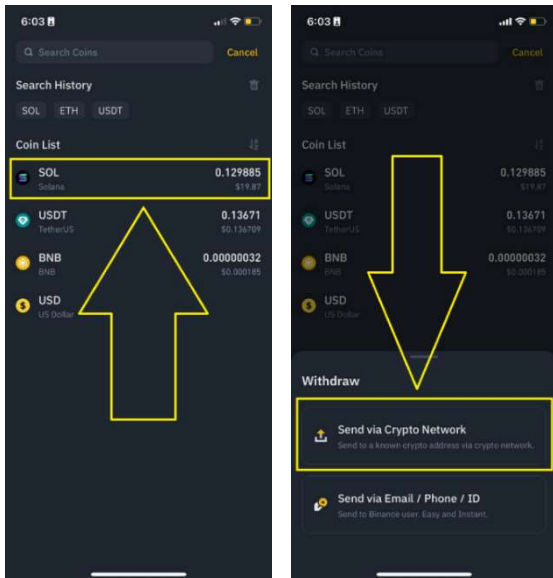 6:03
Search Coins
Cancel
Search History
SOL ETH USDT
Coin List
SOL 0.129885
Solana $19.87
USDT 0.13671
TetherUS $0.136709
BNB 0.00000032
BNB $0.000185
USD
US Dollar
6:03
Search Coins
Cancel
Search History
SOL ETH USDT
Coin List
SOL 0.129885
Solana $19.87
USDT 0.13671
TetherUS $0.136709
BNB 0.00000032
BNB $0.000185
USD
US Dollar
Withdraw
Send via Crypto Network
Send to a known crypto address via crypto network.
Send via Email / Phone / ID
Send to Binance user. Easy and Instant.